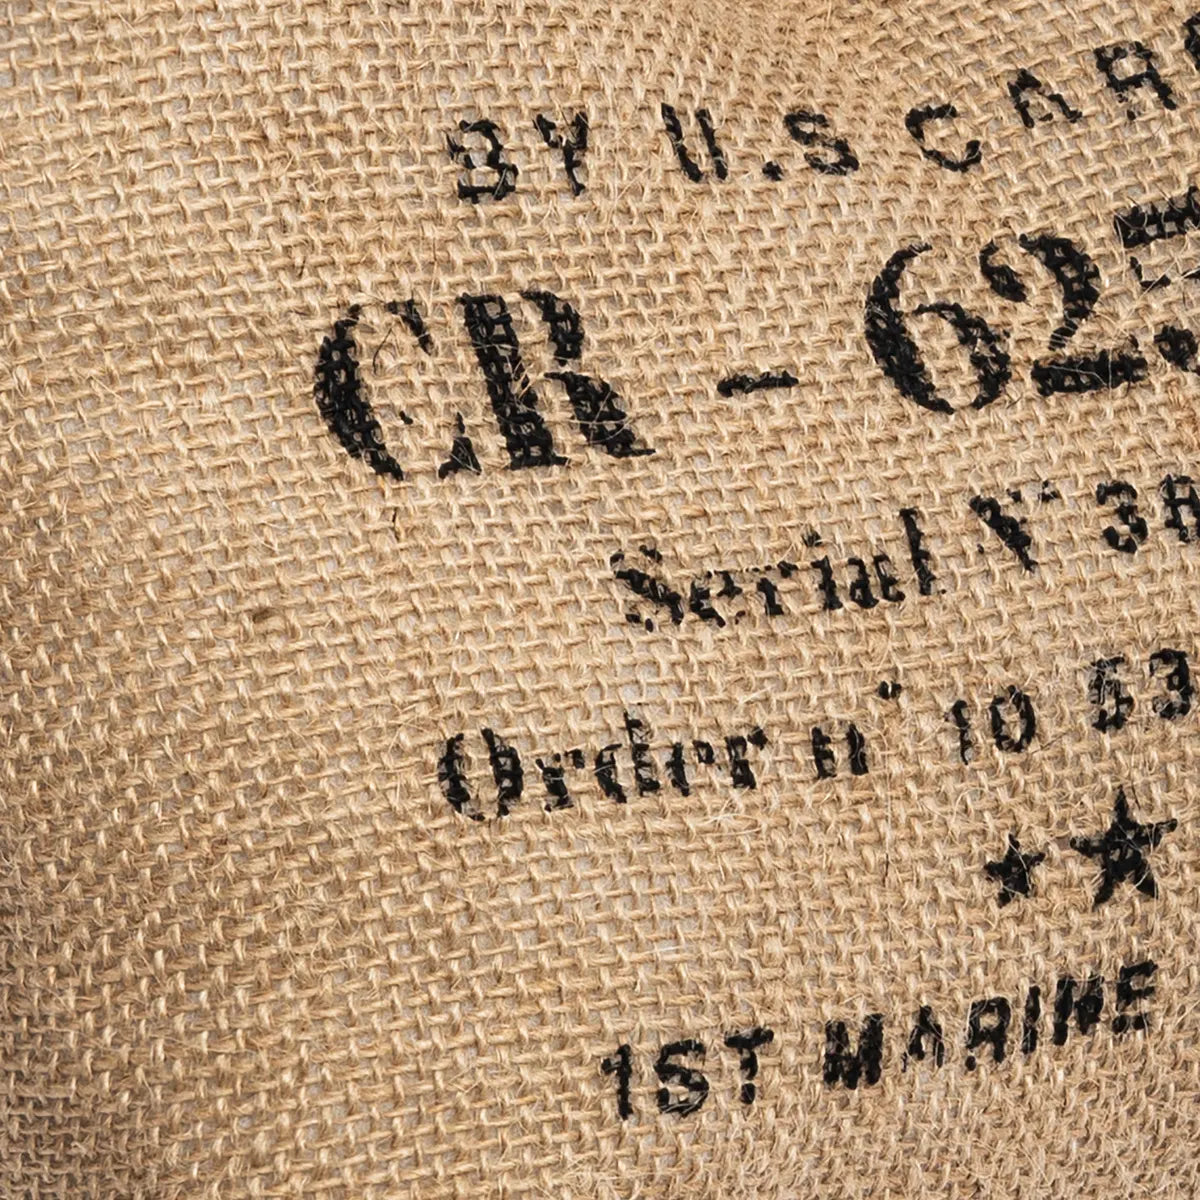 BY U.S CAR
CR - 62
Serial N° 3
Order n° 10 53
1ST MARINE